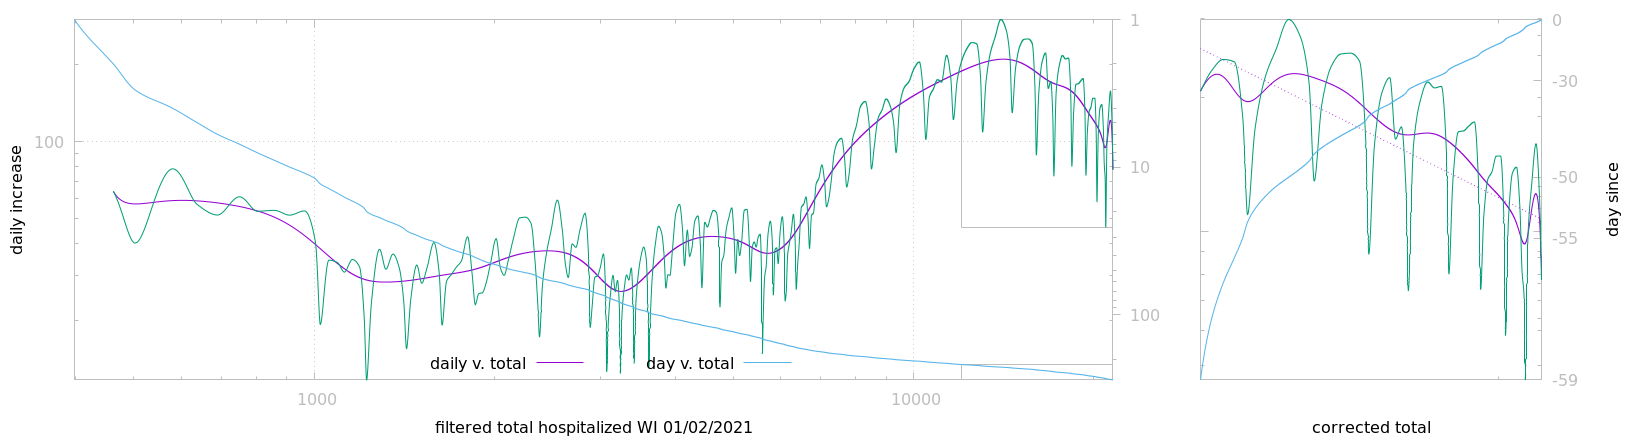 daily increase
100
1000
10000
1
10
100
daily v. total
day v. total
filtered total hospitalized WI 01/02/2021
0
-30
-50
-55
-59
day since
corrected total